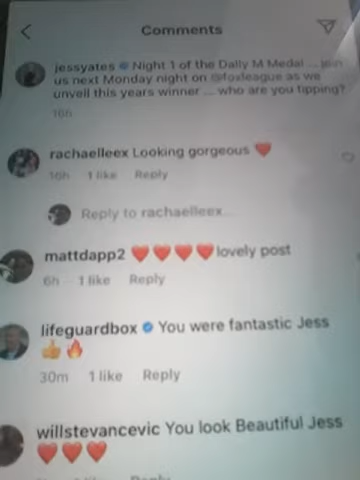 Comments
jessyates Night 1 of the Dally M Medal ... join
us next Monday night on @foxleague as we
unveil this years winner ... who are you tipping?
16h
rachaelleex Looking gorgeous ❤️
16h 1 like Reply
Reply to rachaelleex...
mattdapp2 ❤️❤️❤️❤️lovely post
6h 1 like Reply
lifeguardbox You were fantastic Jess
👍🔥
30m 1 like Reply
willstevancevic You look Beautiful Jess
❤️❤️❤️
Reply